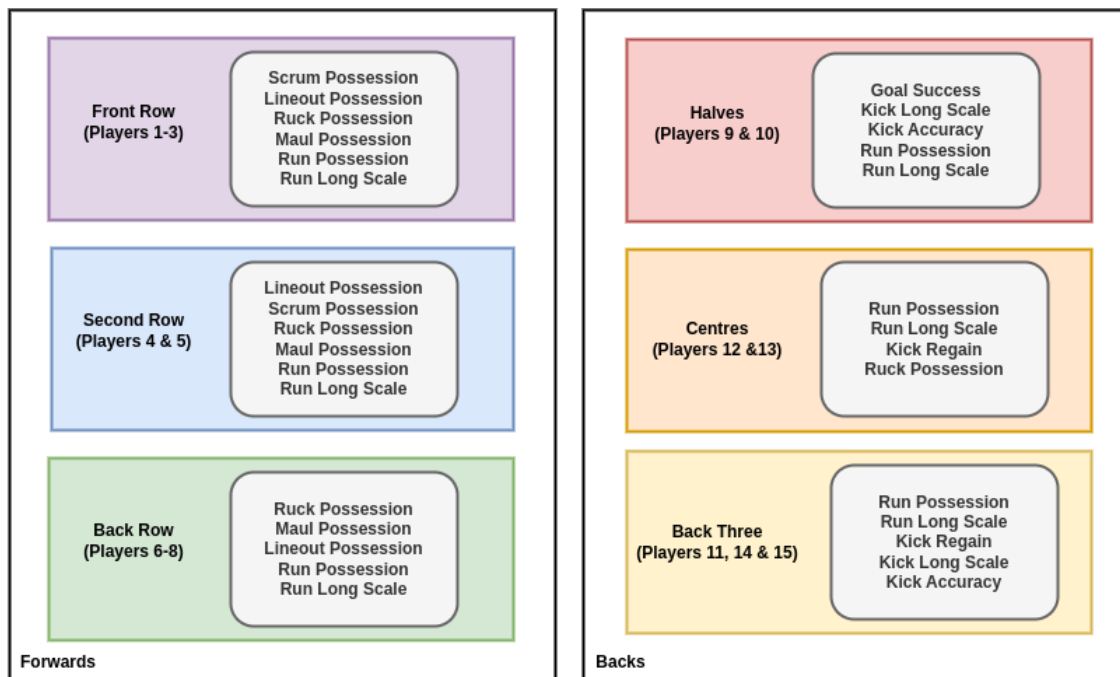 Front Row
(Players 1-3)
Scrum Possession
Lineout Possession
Ruck Possession
Maul Possession
Run Possession
Run Long Scale
Second Row
(Players 4 & 5)
Lineout Possession
Scrum Possession
Ruck Possession
Maul Possession
Run Possession
Run Long Scale
Back Row
(Players 6-8)
Ruck Possession
Maul Possession
Lineout Possession
Run Possession
Run Long Scale
Forwards
Halves
(Players 9 & 10)
Goal Success
Kick Long Scale
Kick Accuracy
Run Possession
Run Long Scale
Centres
(Players 12 &13)
Run Possession
Run Long Scale
Kick Regain
Ruck Possession
Back Three
(Players 11, 14 & 15)
Run Possession
Run Long Scale
Kick Regain
Kick Long Scale
Kick Accuracy
Backs